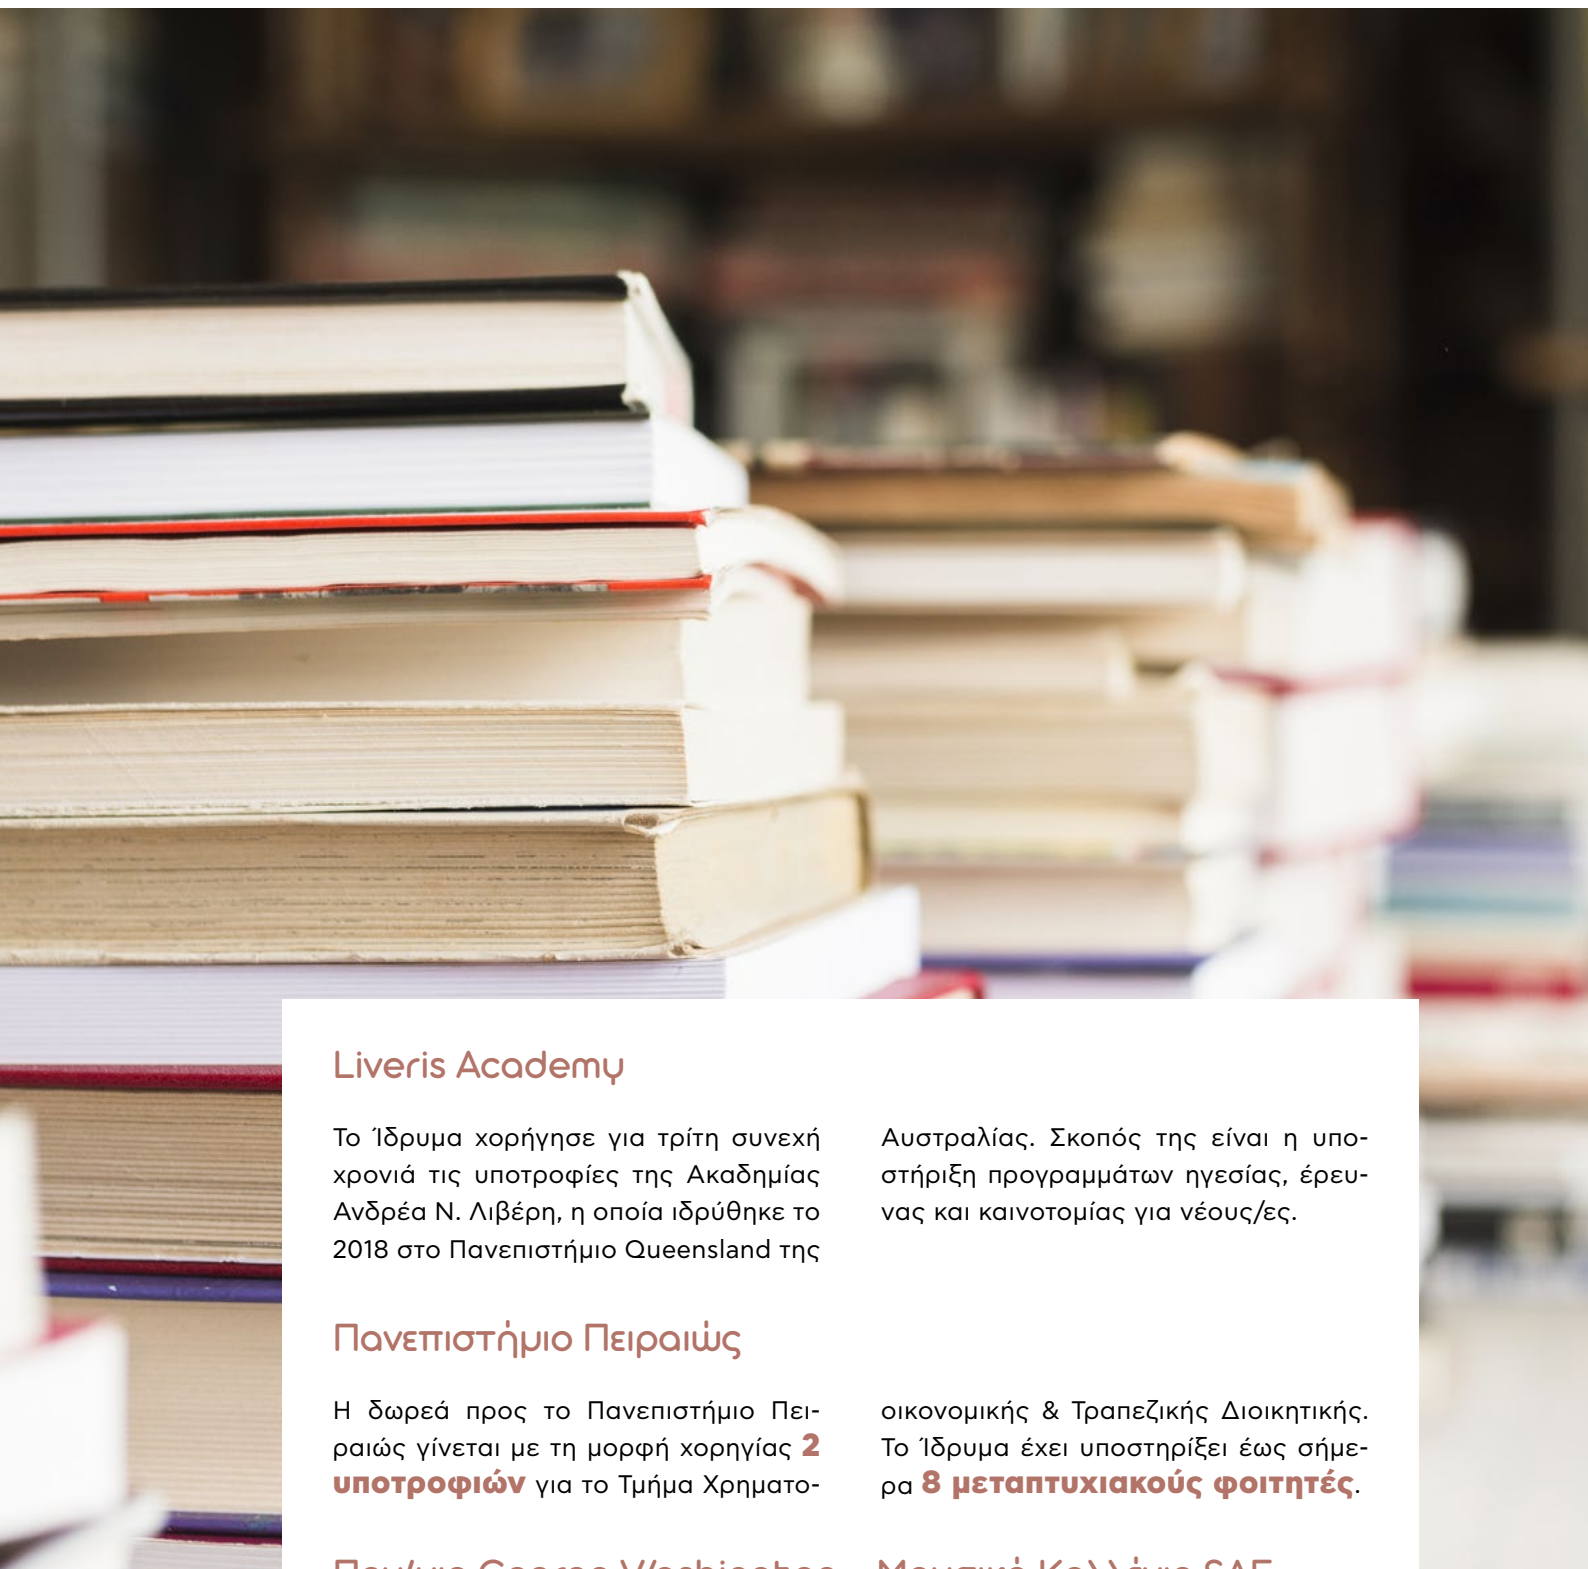 Liveris Academy
Το Ίδρυμα χορήγησε για τρίτη συνεχή
χρονιά τις υποτροφίες της Ακαδημίας
Ανδρέα Ν. Λιβέρη, η οποία ιδρύθηκε το
2018 στο Πανεπιστήμιο Queensland της
Αυστραλίας. Σκοπός της είναι η υπο-
στήριξη προγραμμάτων ηγεσίας, έρευ-
νας και καινοτομίας για νέους/ες.
Πανεπιστήμιο Πειραιώς
Η δωρεά προς το Πανεπιστήμιο Πει-
ραιώς γίνεται με τη μορφή χορηγίας 2
υποτροφιών για το Τμήμα Χρηματο-
οικονομικής & Τραπεζικής Διοικητικής.
Το Ίδρυμα έχει υποστηρίξει έως σήμε-
ρα 8 μεταπτυχιακούς φοιτητές.